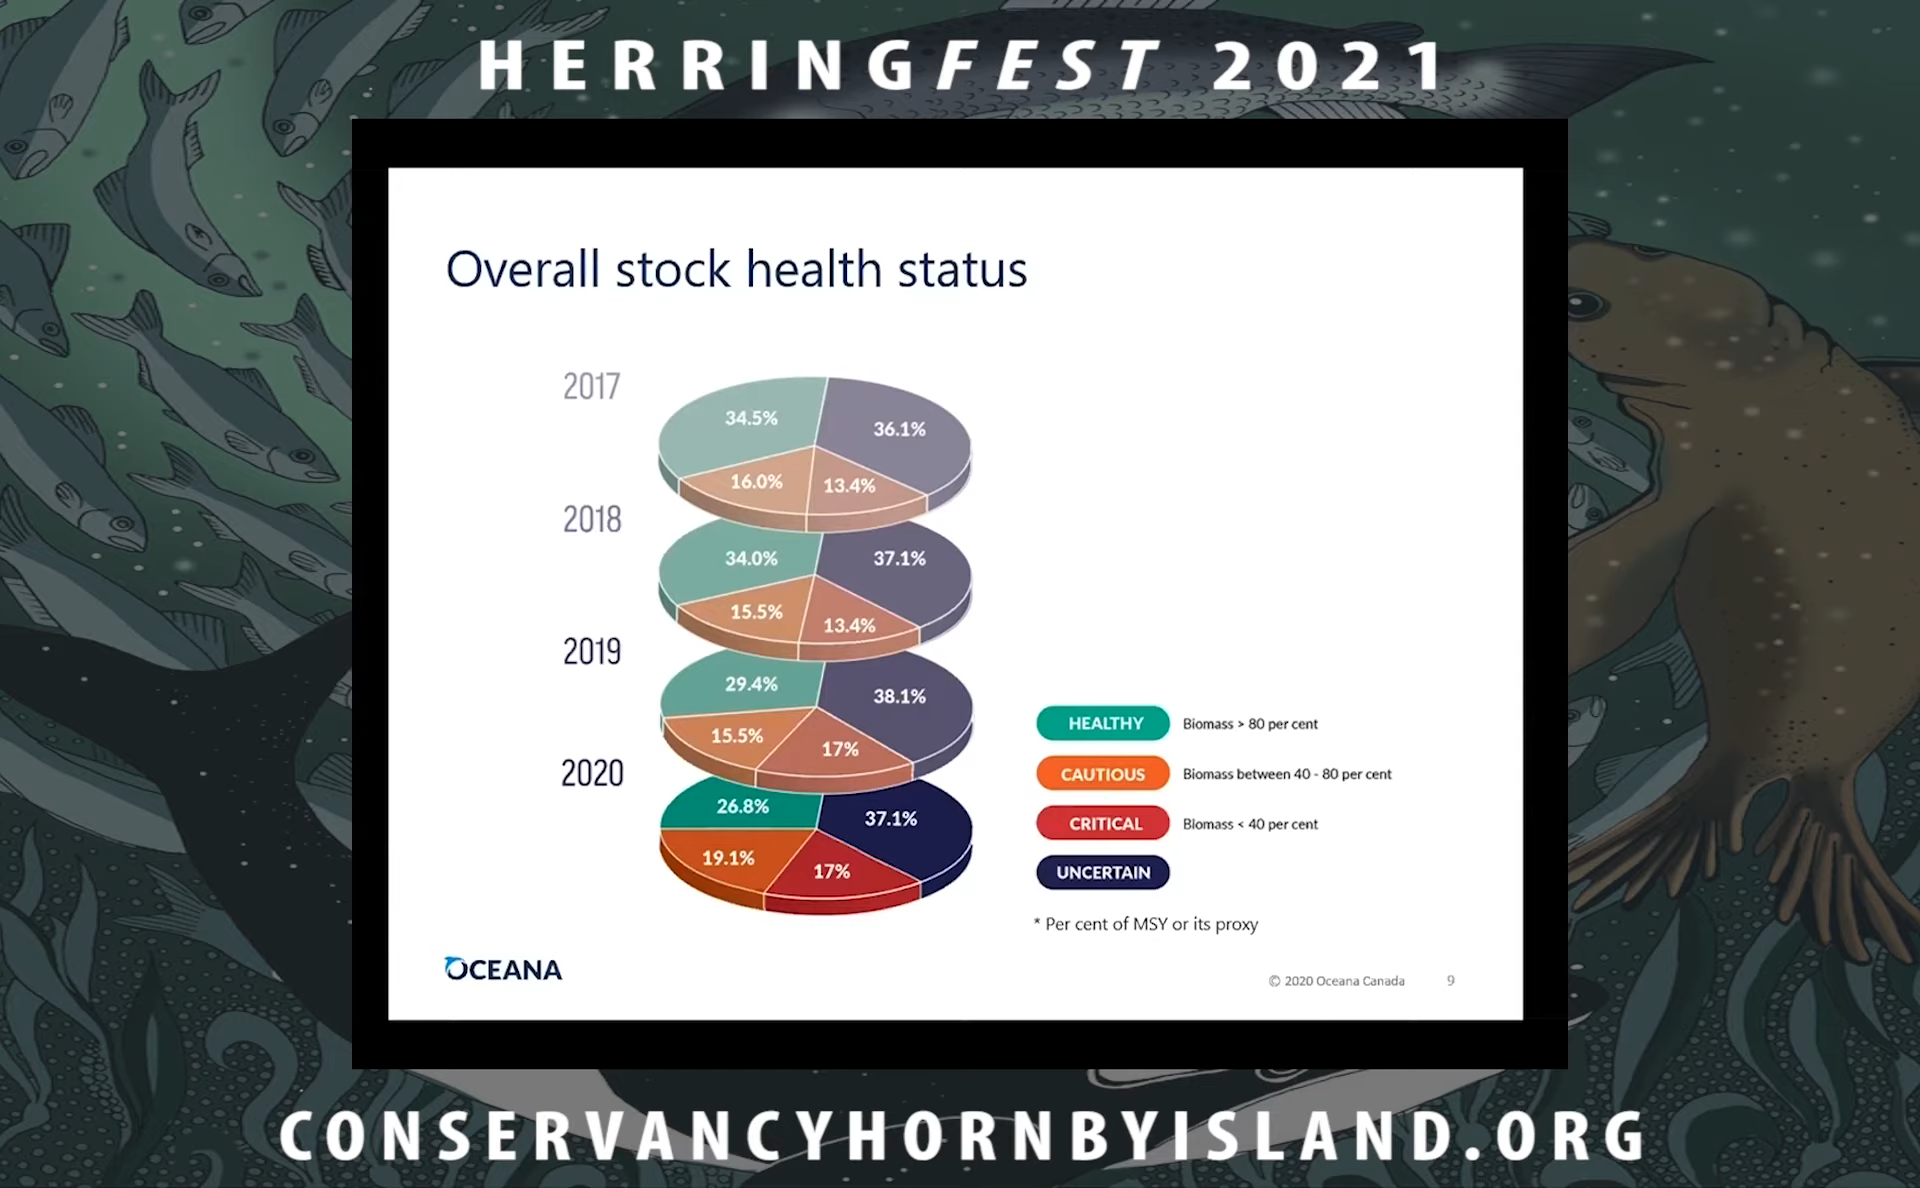 HERRINGFEST 2021
Overall stock health status
2017
34.5%
36.1%
16.0%
13.4%
2018
34.0%
37.1%
15.5%
13.4%
2019
29.4%
38.1%
15.5%
17%
2020
26.8%
37.1%
19.1%
17%
HEALTHY Biomass > 80 per cent
CAUTIOUS Biomass between 40 - 80 per cent
CRITICAL Biomass < 40 per cent
UNCERTAIN
* Per cent of MSY or its proxy
OCEANA
© 2020 Oceana Canada 9
CONSERVANCYHORNBYISLAND.ORG